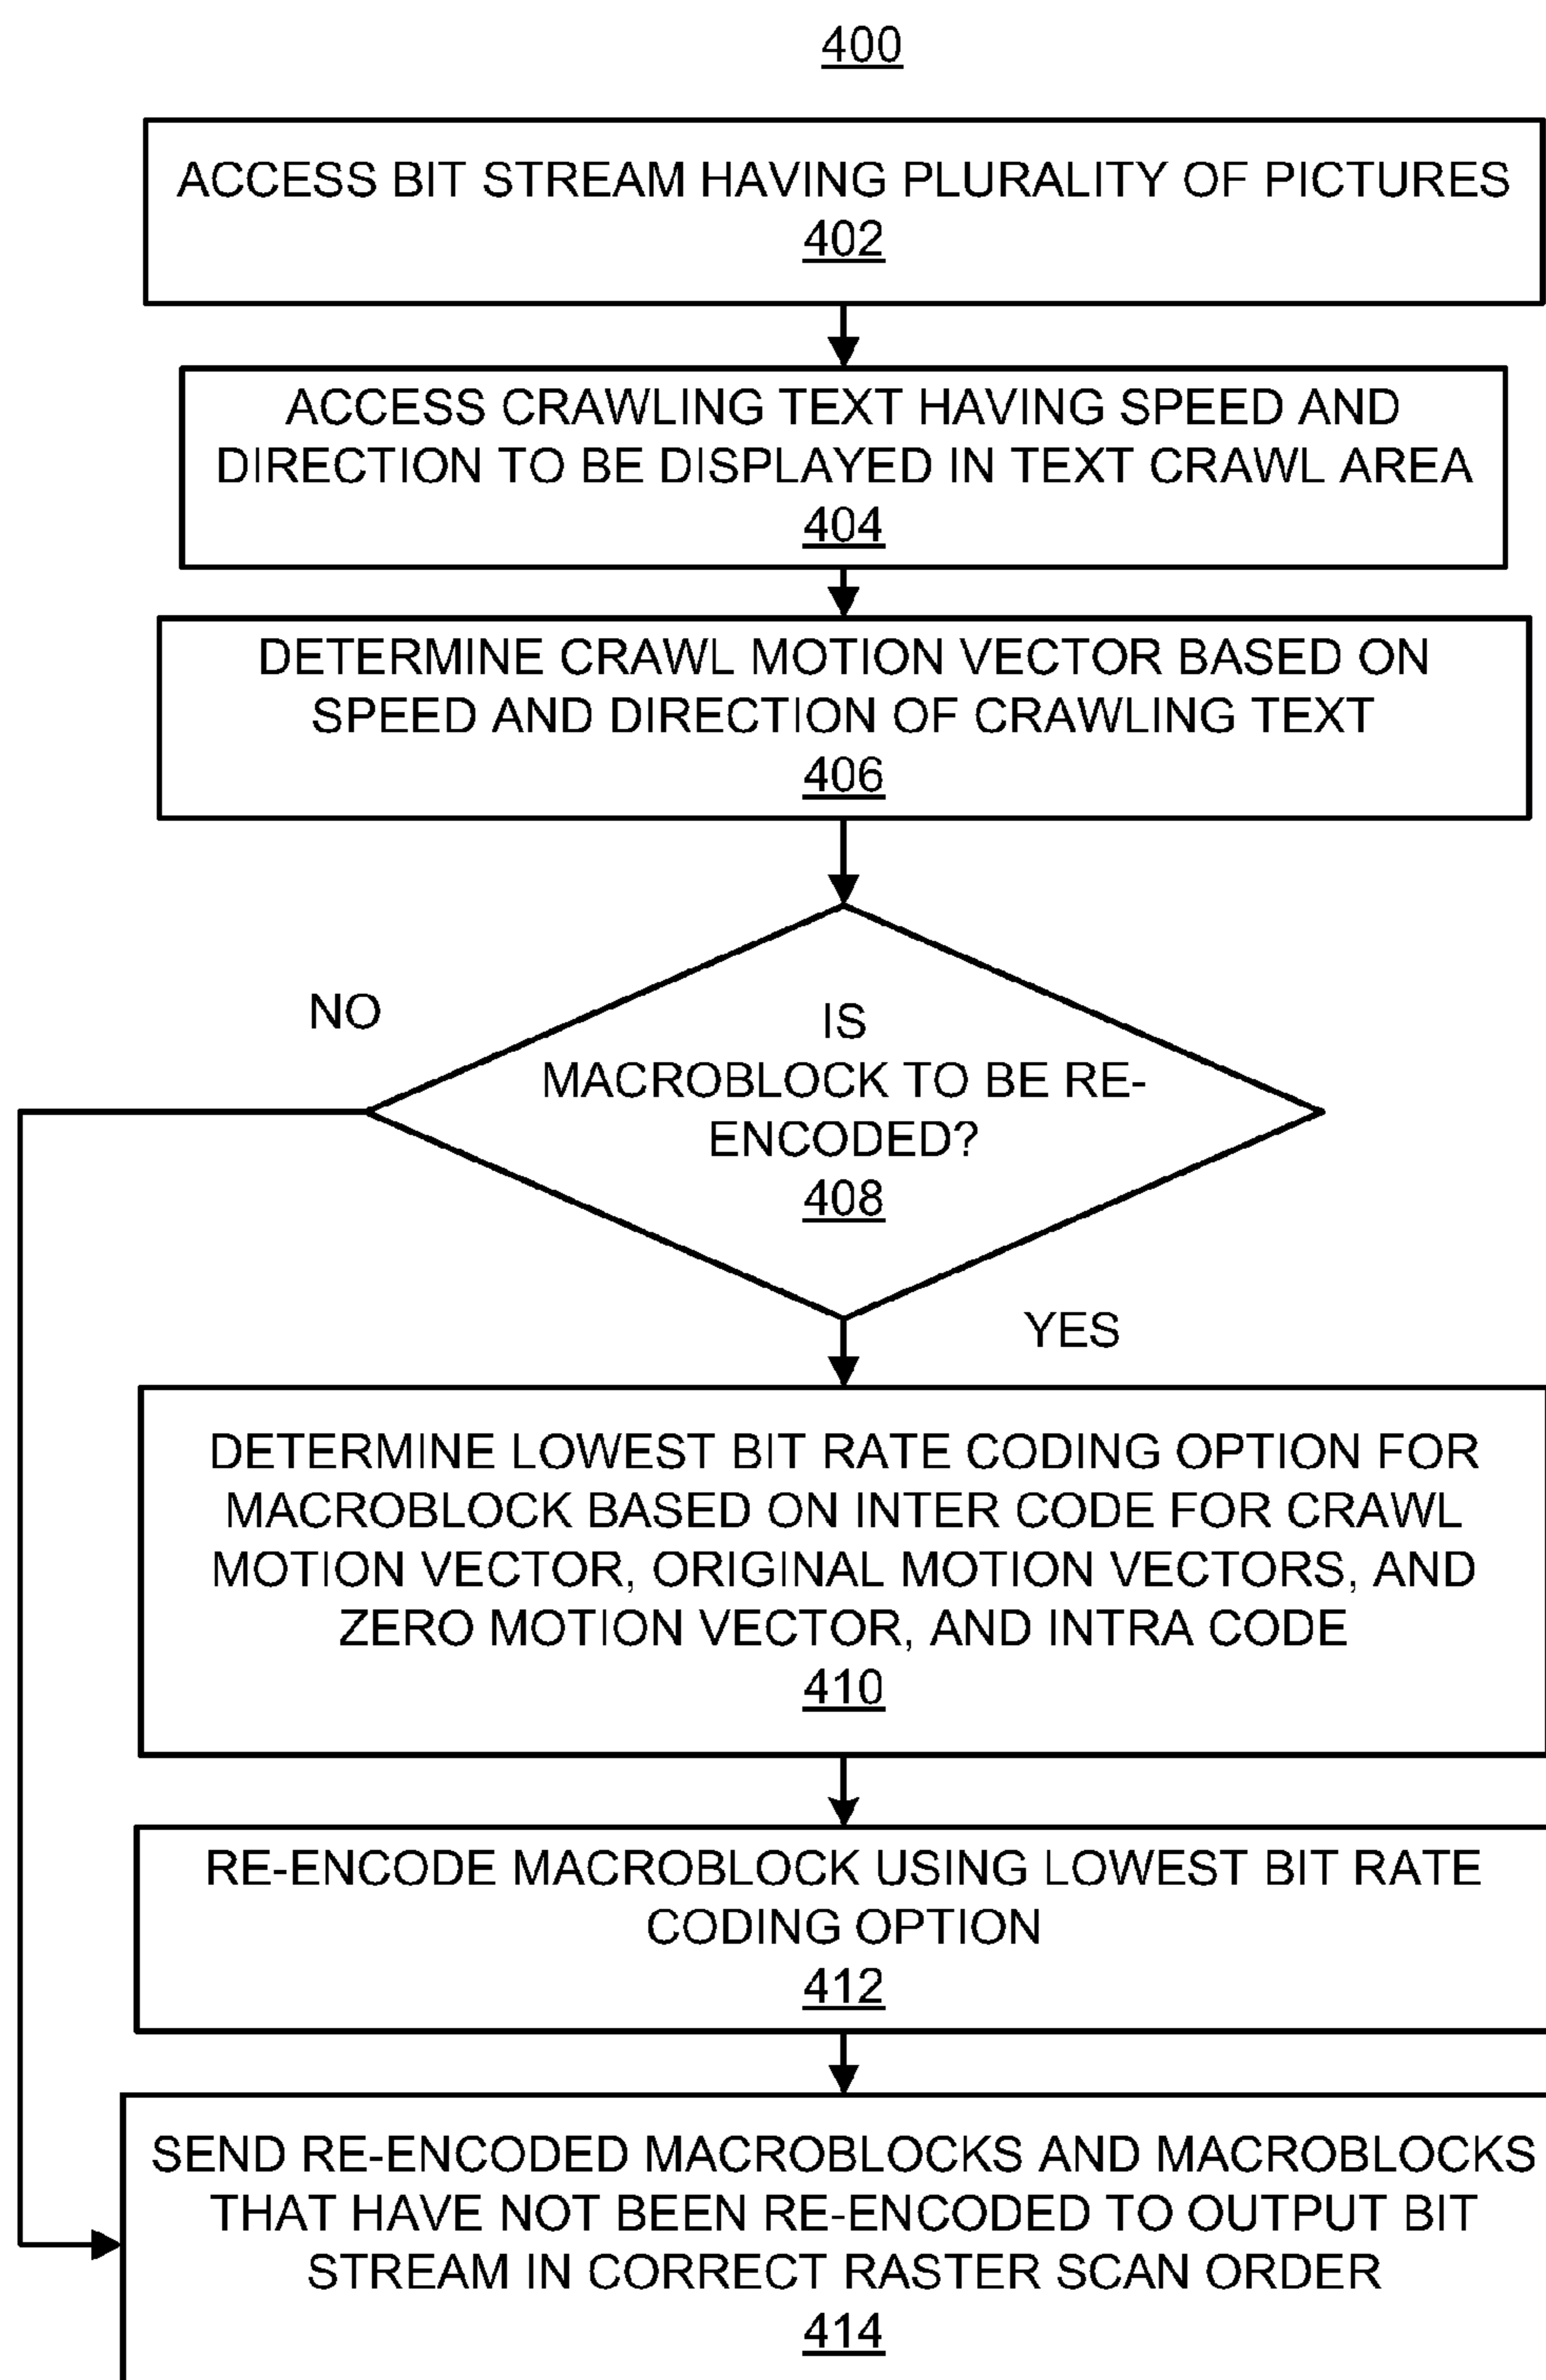 400
ACCESS BIT STREAM HAVING PLURALITY OF PICTURES
402
ACCESS CRAWLING TEXT HAVING SPEED AND
DIRECTION TO BE DISPLAYED IN TEXT CRAWL AREA
404
DETERMINE CRAWL MOTION VECTOR BASED ON
SPEED AND DIRECTION OF CRAWLING TEXT
406
NO
IS
MACROBLOCK TO BE RE-
ENCODED?
408
YES
DETERMINE LOWEST BIT RATE CODING OPTION FOR
MACROBLOCK BASED ON INTER CODE FOR CRAWL
MOTION VECTOR, ORIGINAL MOTION VECTORS, AND
ZERO MOTION VECTOR, AND INTRA CODE
410
RE-ENCODE MACROBLOCK USING LOWEST BIT RATE
CODING OPTION
412
SEND RE-ENCODED MACROBLOCKS AND MACROBLOCKS
THAT HAVE NOT BEEN RE-ENCODED TO OUTPUT BIT
STREAM IN CORRECT RASTER SCAN ORDER
414